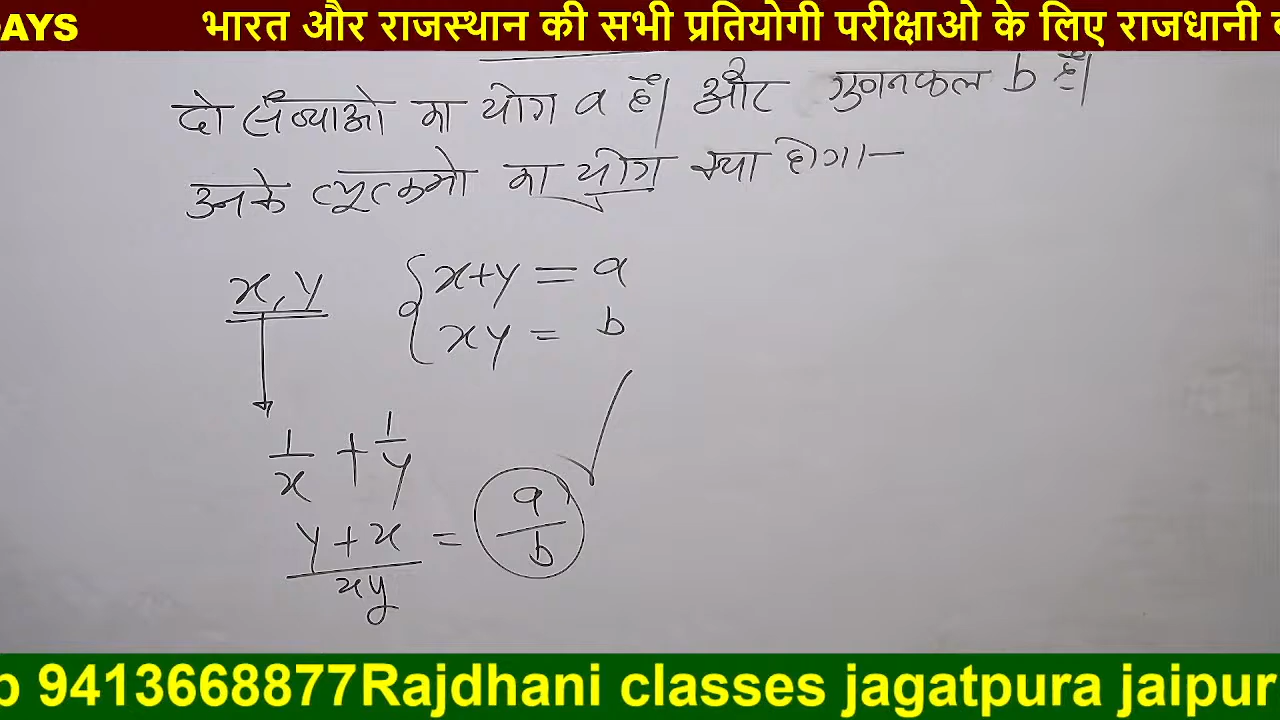 DAYS भारत और राजस्थान की सभी प्रतियोगी परीक्षाओ के लिए राजधानी
दो संख्याओ का योग a है। और गुणनफल b है।
उनके व्युत्क्रमो का योग क्या होगा।-
x, y { x+y = a
xy = b
1/x + 1/y
y+x/xy = a/b ✓
9413668877Rajdhani classes jagatpura jaipur